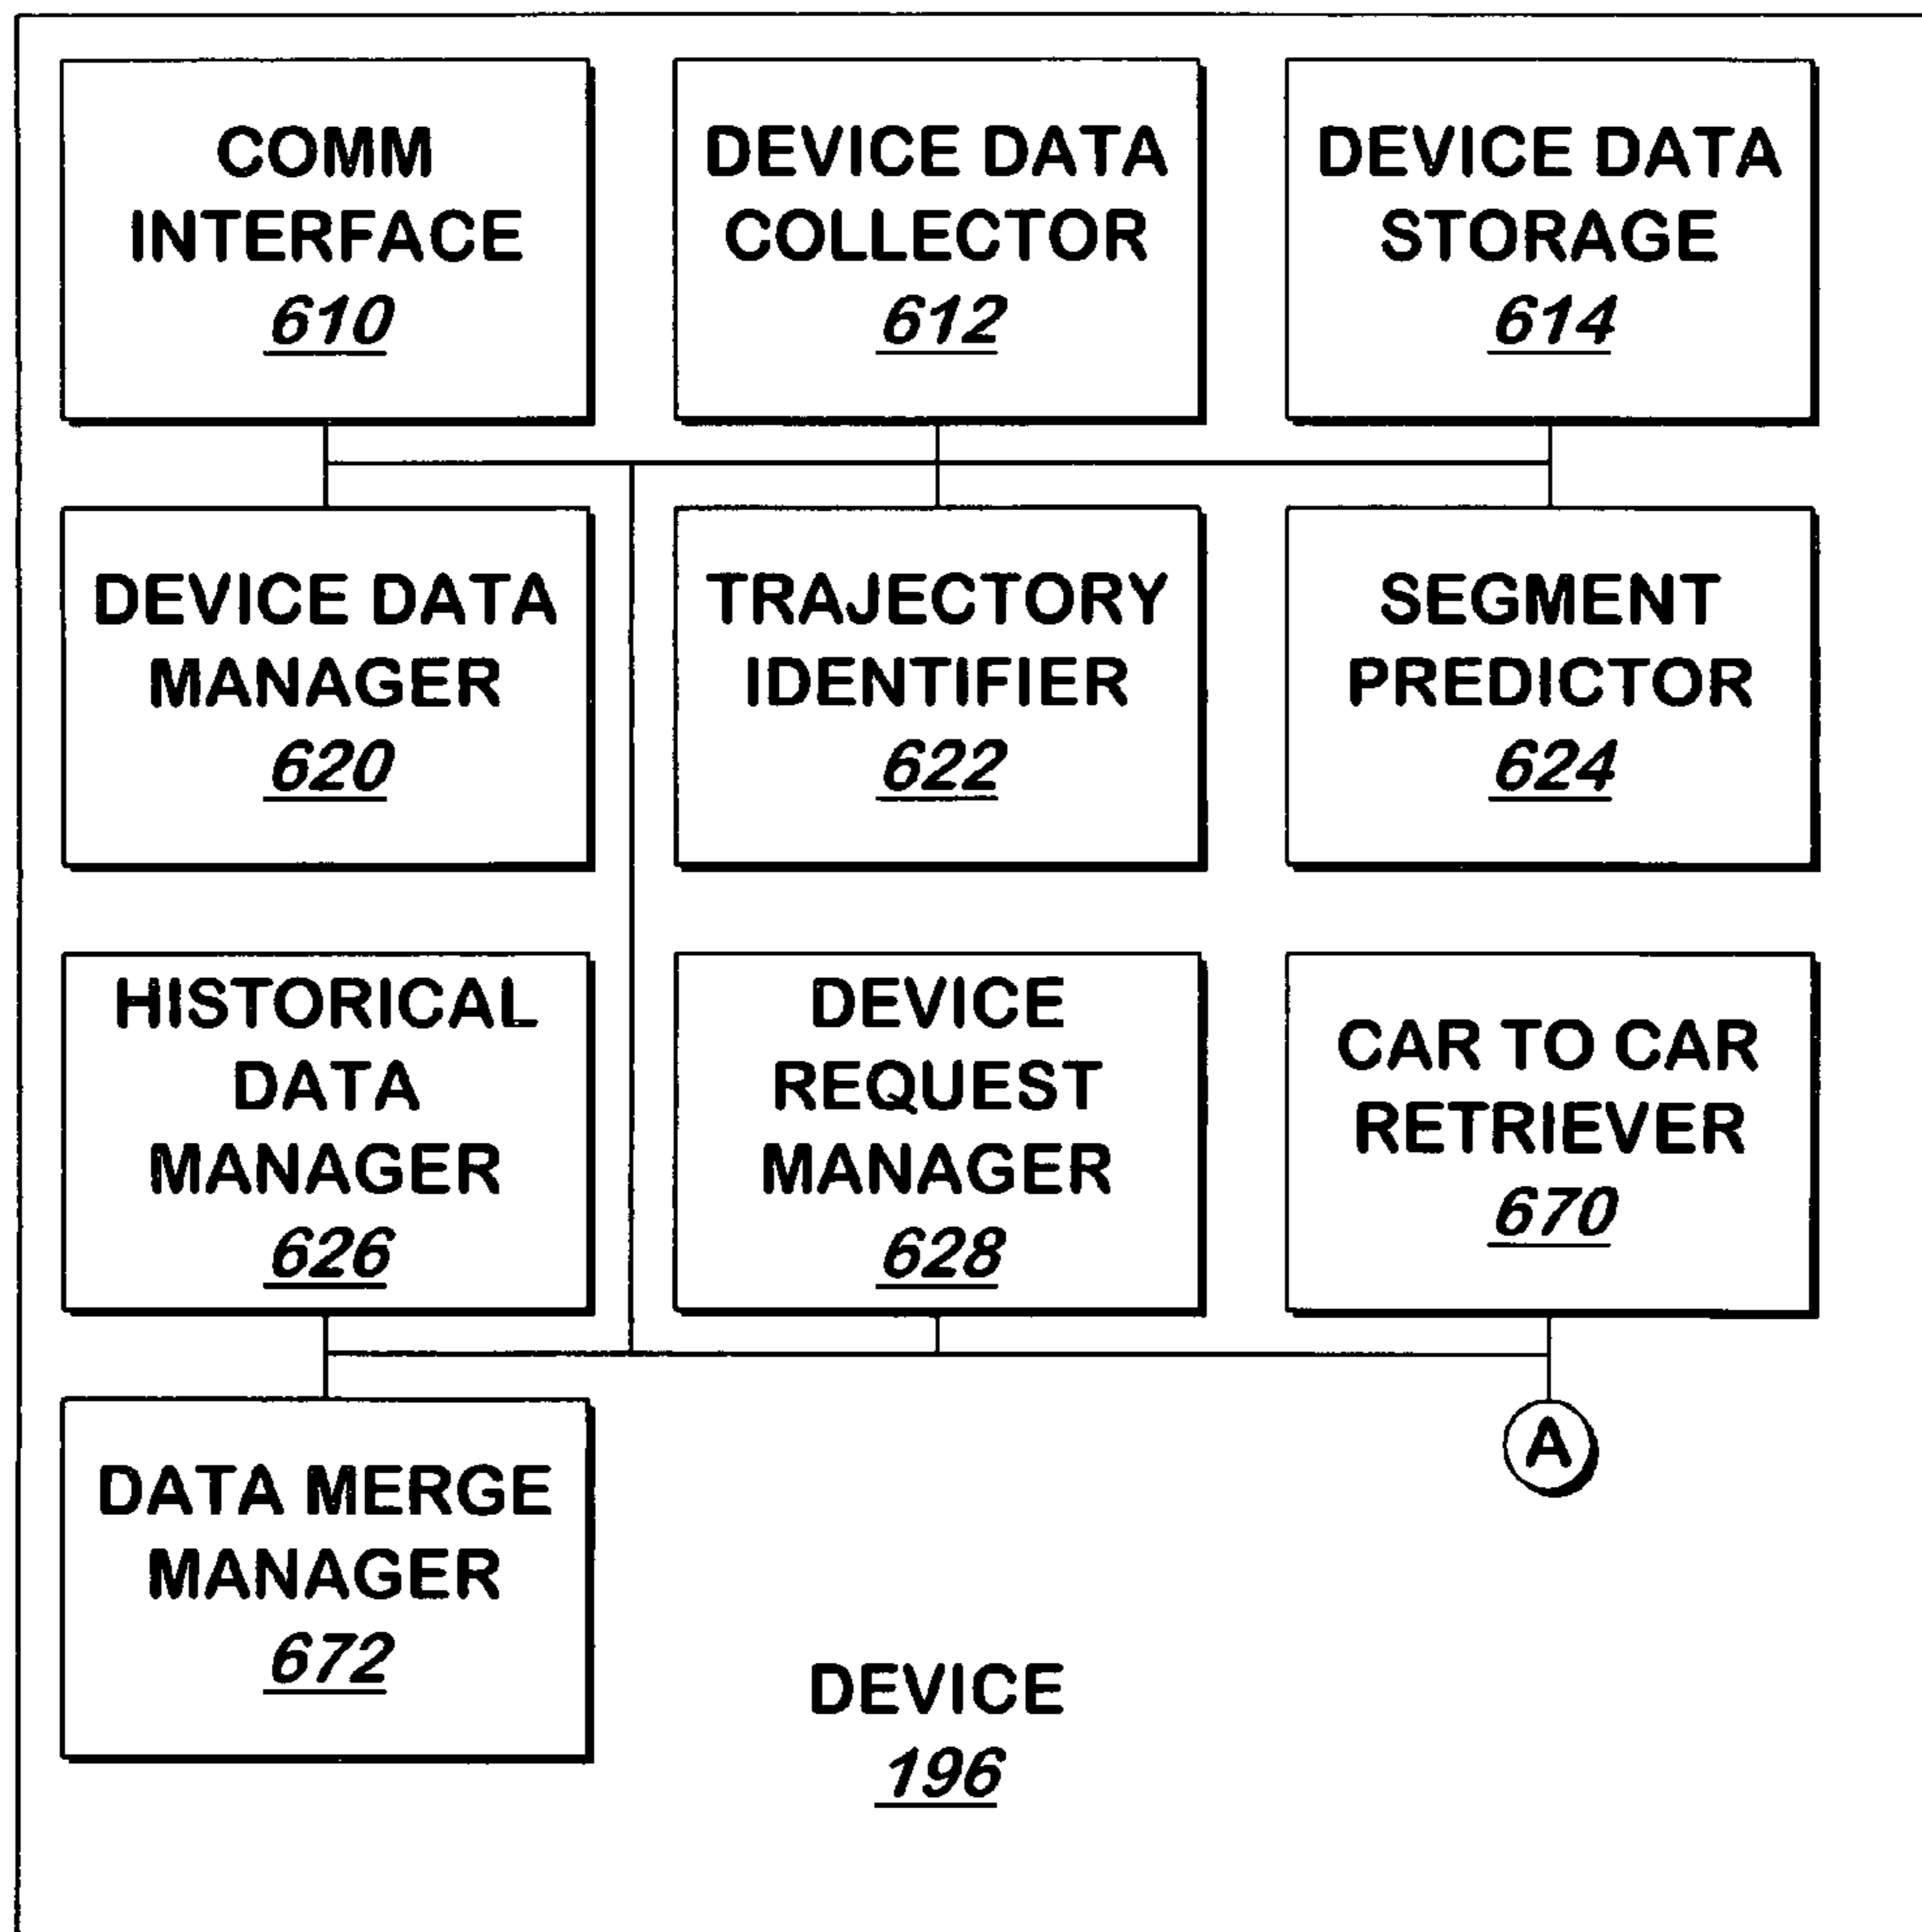 COMM
INTERFACE
610
DEVICE DATA
COLLECTOR
612
DEVICE DATA
STORAGE
614
DEVICE DATA
MANAGER
620
TRAJECTORY
IDENTIFIER
622
SEGMENT
PREDICTOR
624
HISTORICAL
DATA
MANAGER
626
DEVICE
REQUEST
MANAGER
628
CAR TO CAR
RETRIEVER
670
DATA MERGE
MANAGER
672
A
DEVICE
196